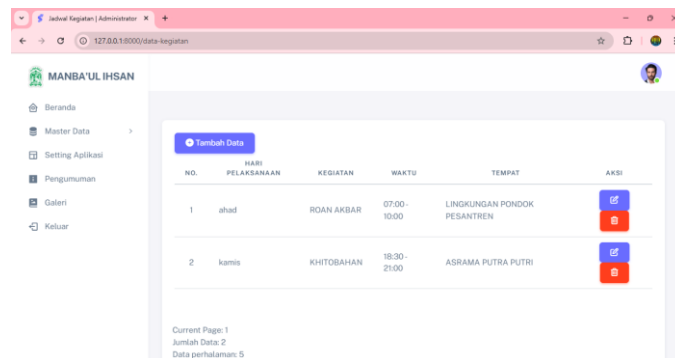 Jadwal Kegiatan | Administrator
127.0.0.1:8000/data-kegiatan
MANBA'UL IHSAN
Beranda
Master Data
Setting Aplikasi
Pengumuman
Galeri
Keluar
Tambah Data
NO. HARI PELAKSANAAN KEGIATAN WAKTU TEMPAT AKSI
1 ahad ROAN AKBAR 07:00 - 10:00 LINGKUNGAN PONDOK PESANTREN
2 kamis KHITOBAHAN 18:30 - 21:00 ASRAMA PUTRA PUTRI
Current Page: 1
Jumlah Data: 2
Data perhalaman: 5